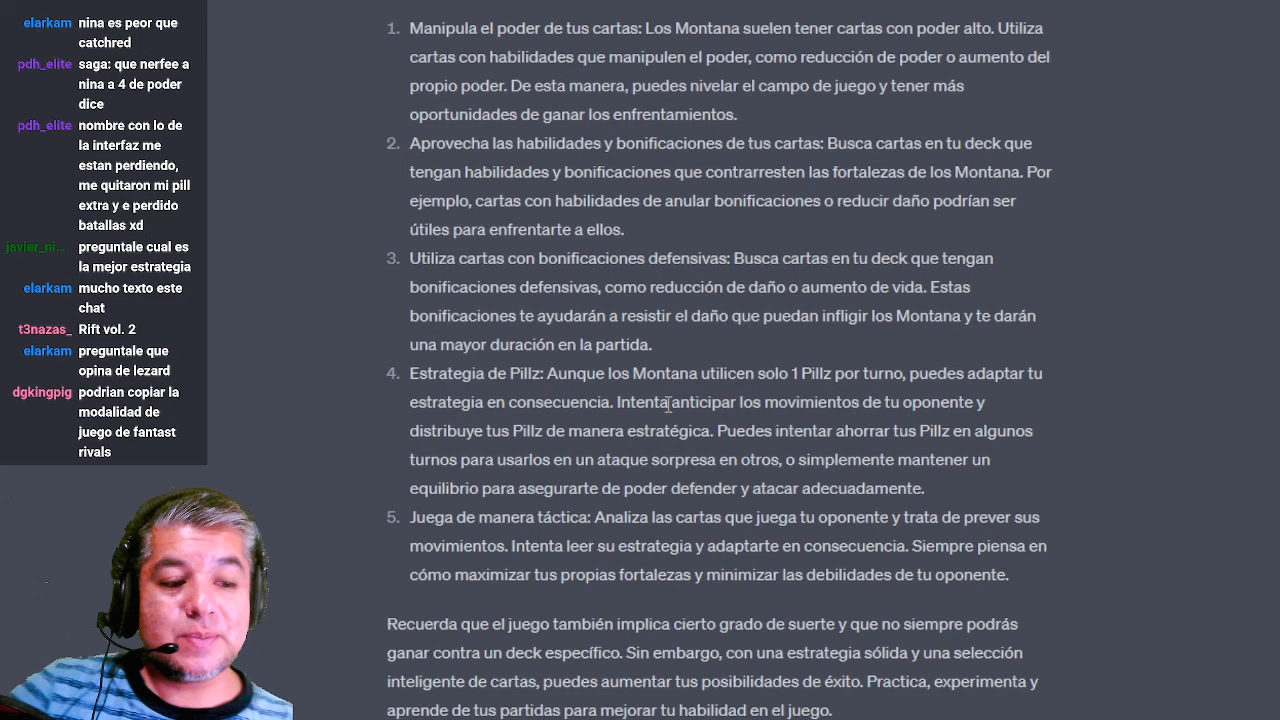 elarkam nina es peor que
catchred
pdh_elite saga: que nerfee a
nina a 4 de poder
dice
pdh_elite nombre con lo de
la interfaz me
estan perdiendo,
me quitaron mi pill
extra y e perdido
batallas xd
javier_ni... preguntale cual es
la mejor estrategia
elarkam mucho texto este
chat
t3nazas_ Rift vol. 2
elarkam preguntale que
opina de lezard
dgkingpig podrian copiar la
modalidad de
juego de fantast
rivals
1. Manipula el poder de tus cartas: Los Montana suelen tener cartas con poder alto. Utiliza
cartas con habilidades que manipulen el poder, como reducción de poder o aumento del
propio poder. De esta manera, puedes nivelar el campo de juego y tener más
oportunidades de ganar los enfrentamientos.
2. Aprovecha las habilidades y bonificaciones de tus cartas: Busca cartas en tu deck que
tengan habilidades y bonificaciones que contrarresten las fortalezas de los Montana. Por
ejemplo, cartas con habilidades de anular bonificaciones o reducir daño podrían ser
útiles para enfrentarte a ellos.
3. Utiliza cartas con bonificaciones defensivas: Busca cartas en tu deck que tengan
bonificaciones defensivas, como reducción de daño o aumento de vida. Estas
bonificaciones te ayudarán a resistir el daño que puedan infligir los Montana y te darán
una mayor duración en la partida.
4. Estrategia de Pillz: Aunque los Montana utilicen solo 1 Pillz por turno, puedes adaptar tu
estrategia en consecuencia. Intenta anticipar los movimientos de tu oponente y
distribuye tus Pillz de manera estratégica. Puedes intentar ahorrar tus Pillz en algunos
turnos para usarlos en un ataque sorpresa en otros, o simplemente mantener un
equilibrio para asegurarte de poder defender y atacar adecuadamente.
5. Juega de manera táctica: Analiza las cartas que juega tu oponente y trata de prever sus
movimientos. Intenta leer su estrategia y adaptarte en consecuencia. Siempre piensa en
cómo maximizar tus propias fortalezas y minimizar las debilidades de tu oponente.
Recuerda que el juego también implica cierto grado de suerte y que no siempre podrás
ganar contra un deck específico. Sin embargo, con una estrategia sólida y una selección
inteligente de cartas, puedes aumentar tus posibilidades de éxito. Practica, experimenta y
aprende de tus partidas para mejorar tu habilidad en el juego.